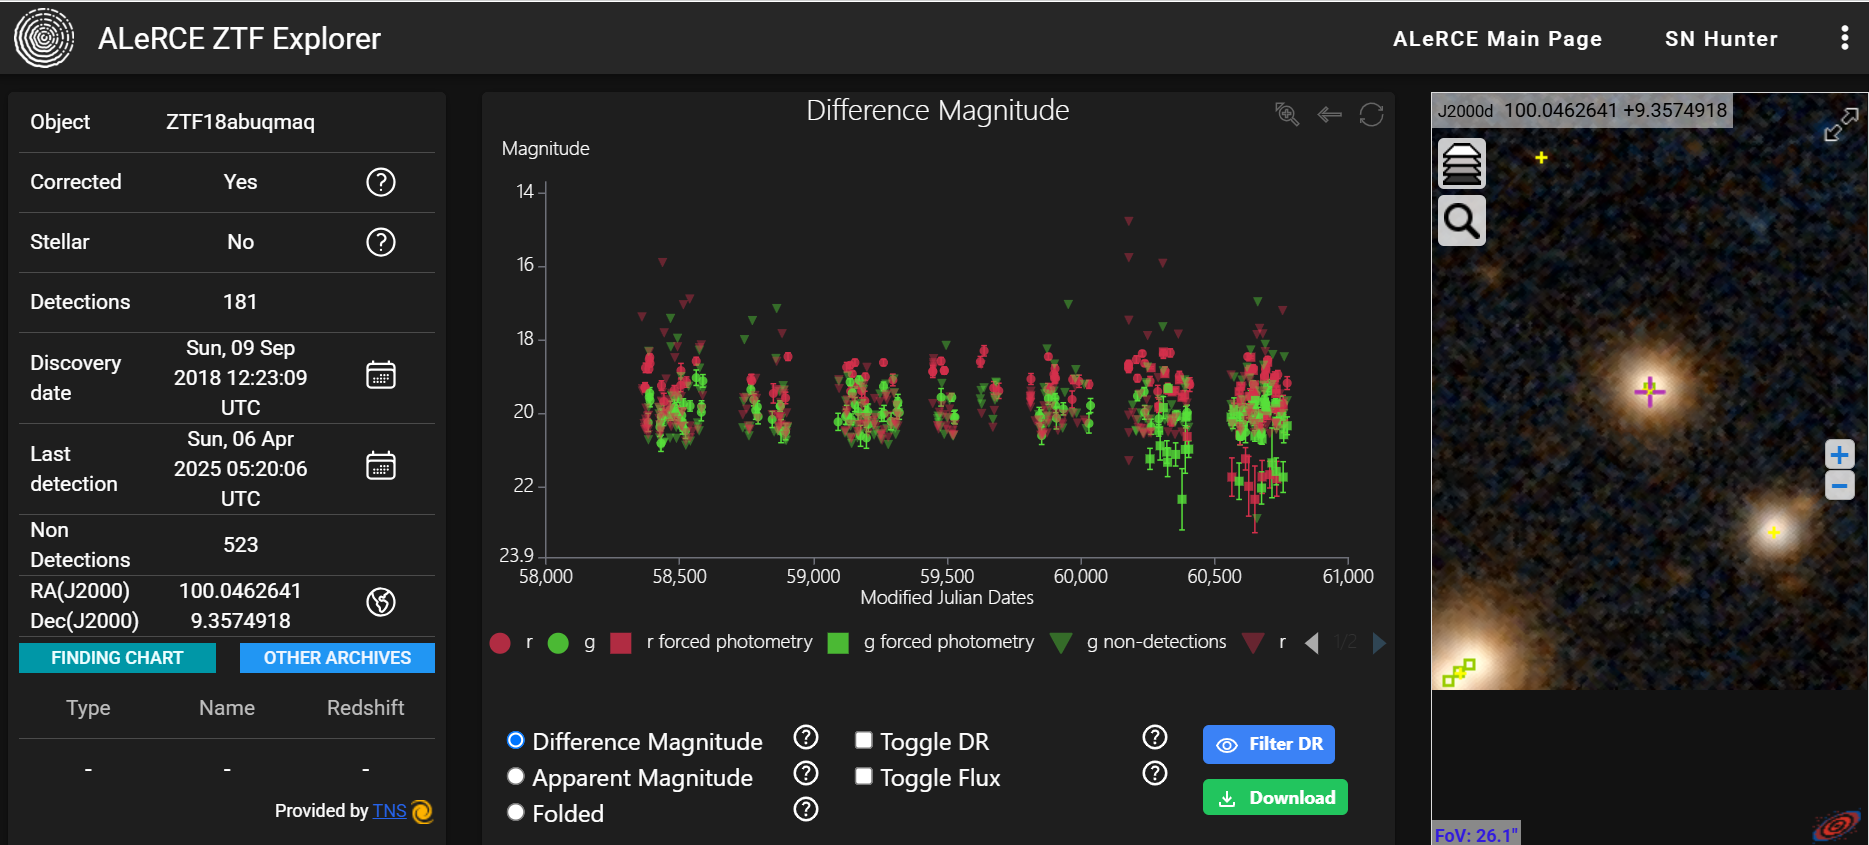 ALeRCE ZTF Explorer
ALeRCE Main Page
SN Hunter
Object ZTF18abuqmaq
Corrected Yes ?
Stellar No ?
Detections 181
Discovery date
Sun, 09 Sep 2018 12:23:09 UTC
Last detection
Sun, 06 Apr 2025 05:20:06 UTC
Non Detections
523
RA(J2000) 100.0462641
Dec(J2000) 9.3574918
FINDING CHART
OTHER ARCHIVES
Type Name Redshift
- - -
Provided by TNS
Difference Magnitude
Magnitude
14
16
18
20
22
23.9
58,000 58,500 59,000 59,500 60,000 60,500 61,000
Modified Julian Dates
r g r forced photometry g forced photometry g non-detections r 1/2
Difference Magnitude ?
Toggle DR ?
Filter DR
Apparent Magnitude ?
Toggle Flux ?
Download
Folded ?
J2000d 100.0462641 +9.3574918
+
−
FoV: 26.1"